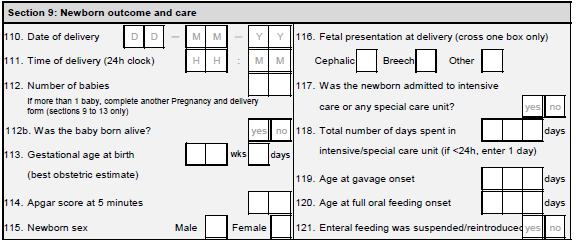 Section 9: Newborn outcome and care
110. Date of delivery D D – M M – Y Y
111. Time of delivery (24h clock) H H : M M
112. Number of babies
If more than 1 baby, complete another Pregnancy and delivery
form (sections 9 to 13 only)
112b. Was the baby born alive? yes no
113. Gestational age at birth wks days
(best obstetric estimate)
114. Apgar score at 5 minutes
115. Newborn sex Male Female
116. Fetal presentation at delivery (cross one box only)
Cephalic Breech Other
117. Was the newborn admitted to intensive
care or any special care unit? yes no
118. Total number of days spent in days
intensive/special care unit (if <24h, enter 1 day)
119. Age at gavage onset days
120. Age at full oral feeding onset days
121. Enteral feeding was suspended/reintroduced yes no